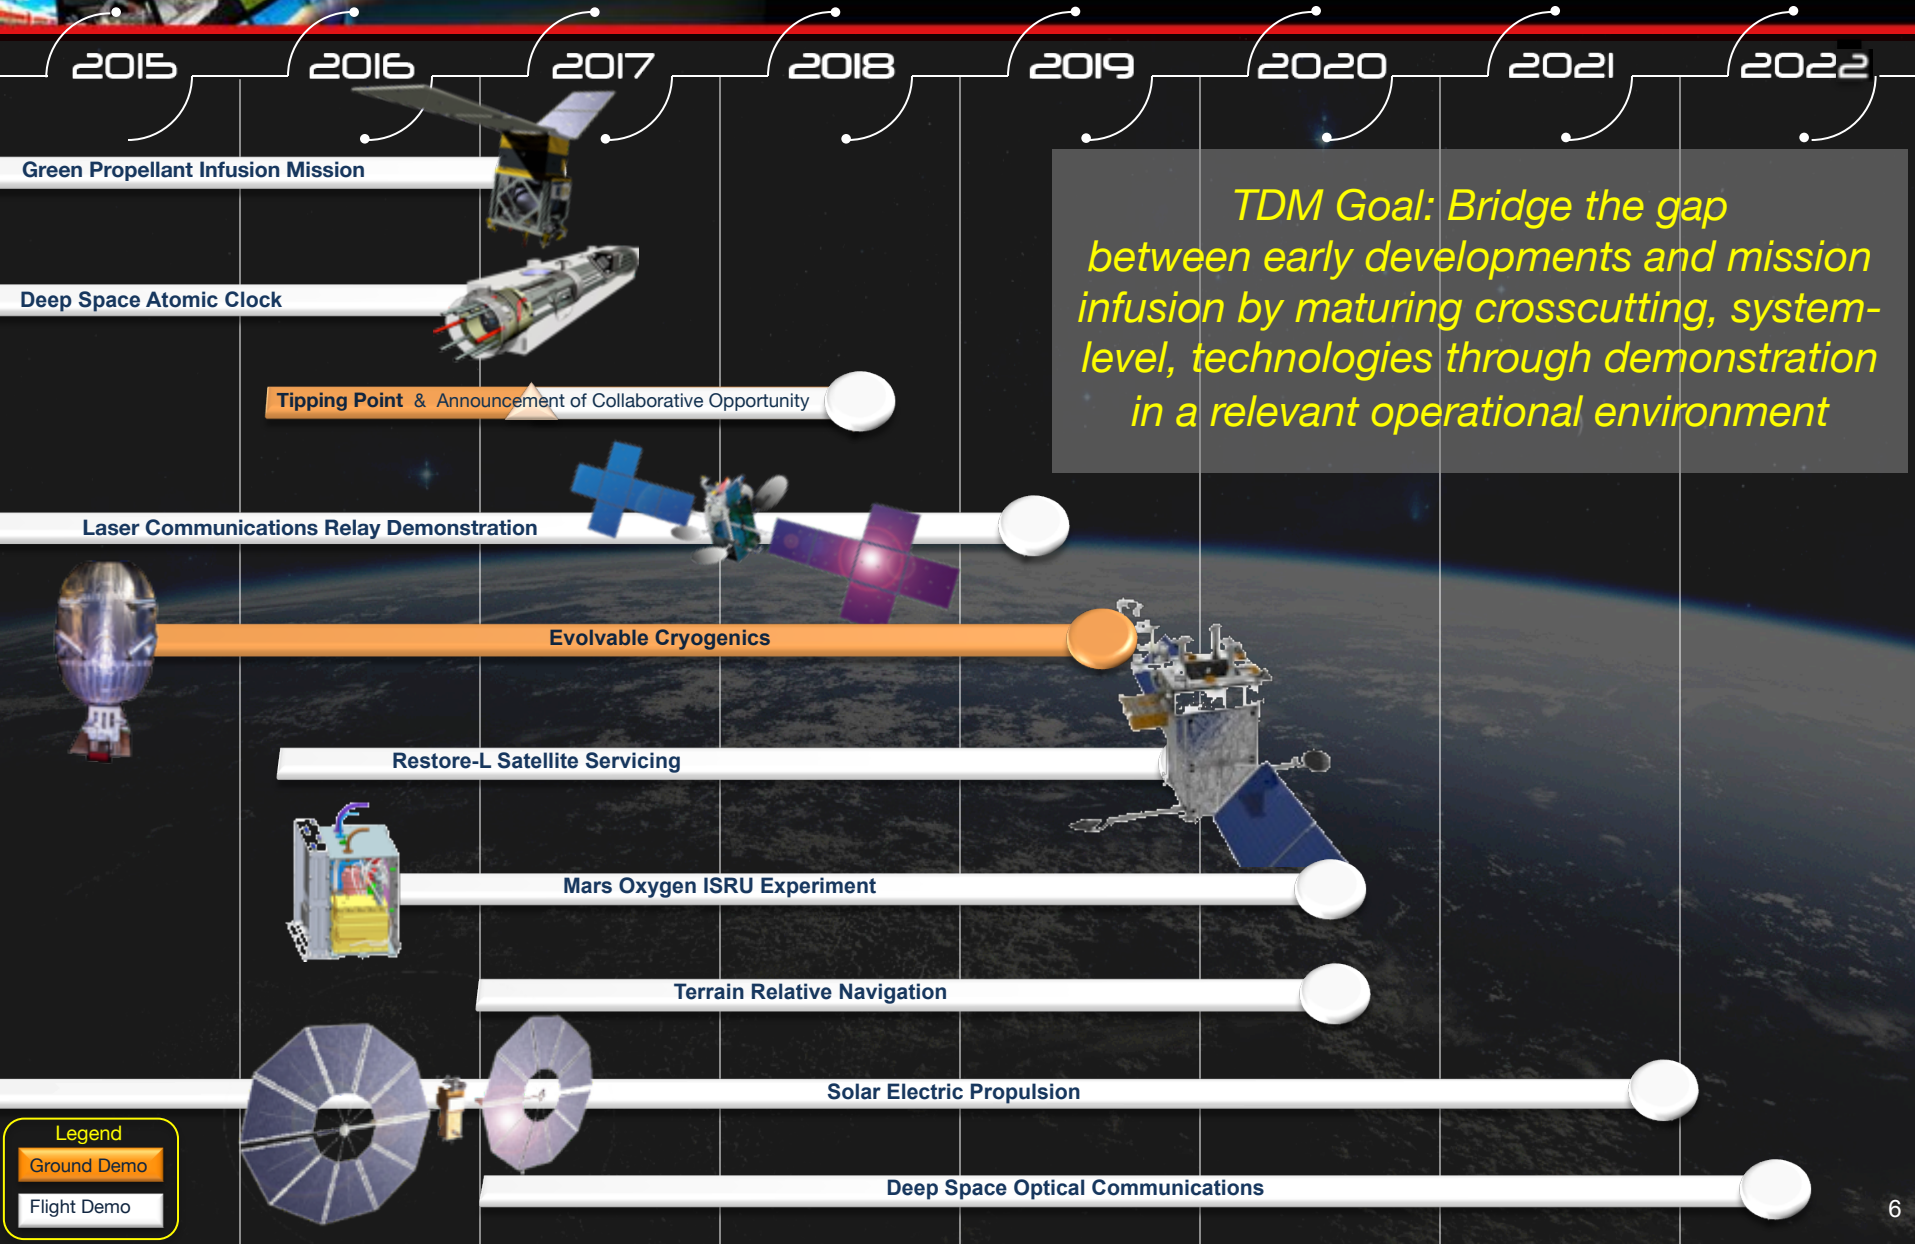 2015 2016 2017 2018 2019 2020 2021 2022
Green Propellant Infusion Mission
TDM Goal: Bridge the gap
between early developments and mission
infusion by maturing crosscutting, system-
level, technologies through demonstration
in a relevant operational environment
Deep Space Atomic Clock
Tipping Point & Announcement of Collaborative Opportunity
Laser Communications Relay Demonstration
Evolvable Cryogenics
Restore-L Satellite Servicing
Mars Oxygen ISRU Experiment
Terrain Relative Navigation
Solar Electric Propulsion
Deep Space Optical Communications
Legend
Ground Demo
Flight Demo
6